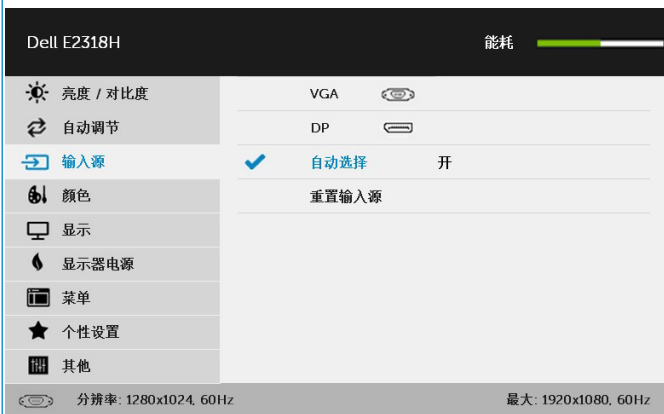 Dell E2318H 能耗
亮度 / 对比度 VGA
自动调节 DP
输入源 自动选择 开
颜色 重置输入源
显示
显示器电源
菜单
个性设置
其他
分辨率: 1280x1024, 60Hz 最大: 1920x1080, 60Hz